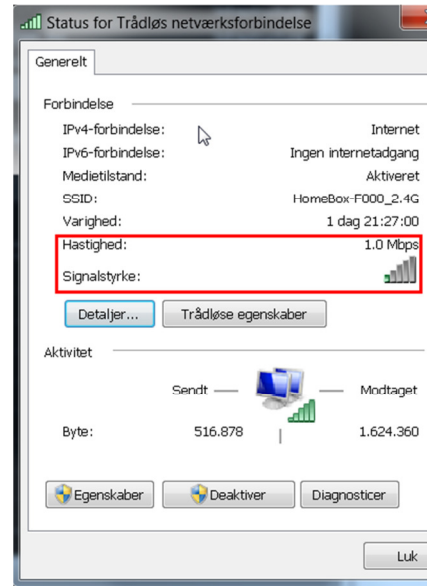 Status for Trådløs netværksforbindelse
Generelt
Forbindelse
IPv4-forbindelse: Internet
IPv6-forbindelse: Ingen internetadgang
Medietilstand: Aktiveret
SSID: HomeBox-F000_2.4G
Varighed: 1 dag 21:27:00
Hastighed: 1.0 Mbps
Signalstyrke:
Detaljer... Trådløse egenskaber
Aktivitet
Sendt Modtaget
Byte: 516.878 1.624.360
Egenskaber Deaktiver Diagnosticer
Luk